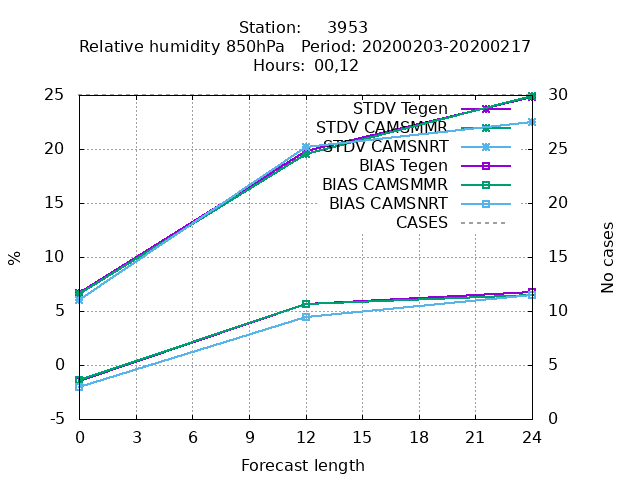 Station: 3953
Relative humidity 850hPa Period: 20200203-20200217
Hours: 00,12
25 30
STDV Tegen
STDV CAMSMMR
20 STDV CAMSNRT 25
BIAS Tegen
BIAS CAMSMMR
15 BIAS CAMSNRT 20
CASES
10 15
%
No cases
5 10
0 5
-5 0
0 3 6 9 12 15 18 21 24
Forecast length